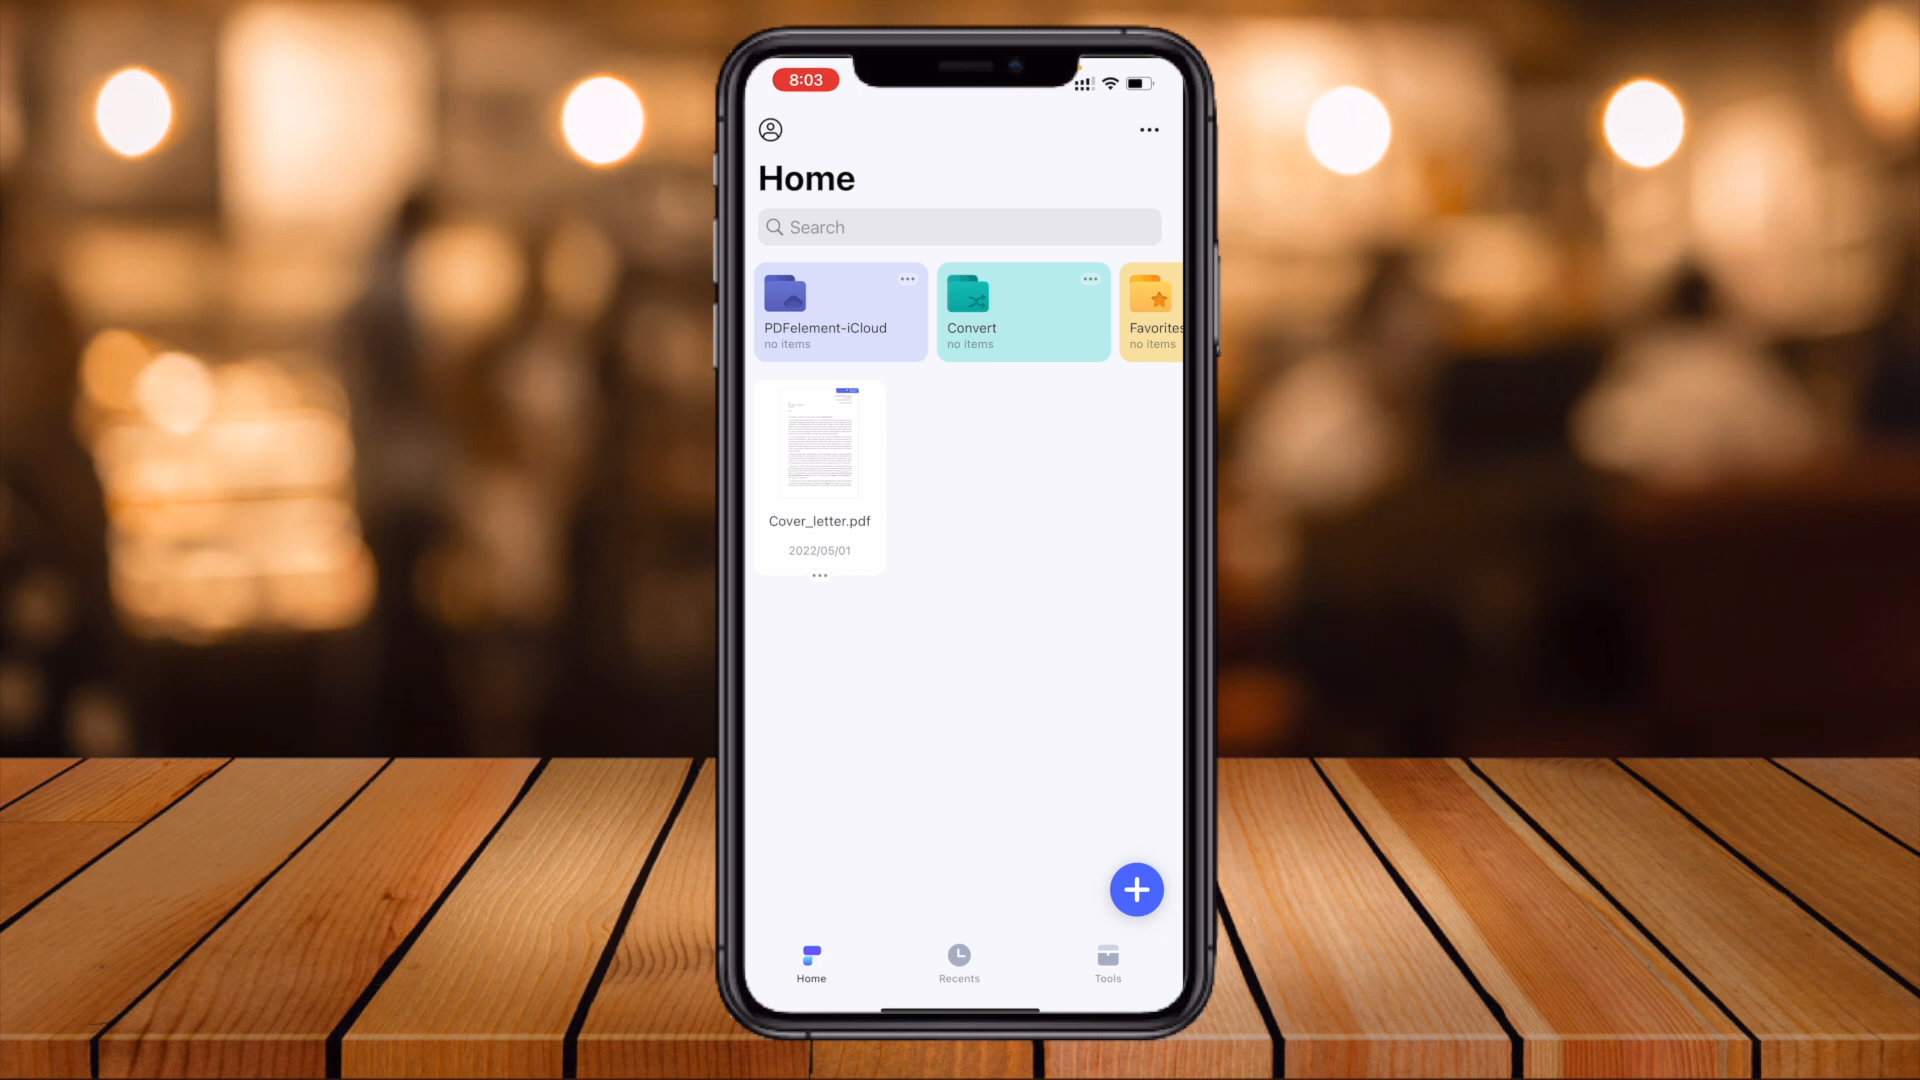 8:03
Home
Search
PDFelement-iCloud
no items
Convert
no items
Favorites
no items
Cover_letter.pdf
2022/05/01
Home
Recents
Tools